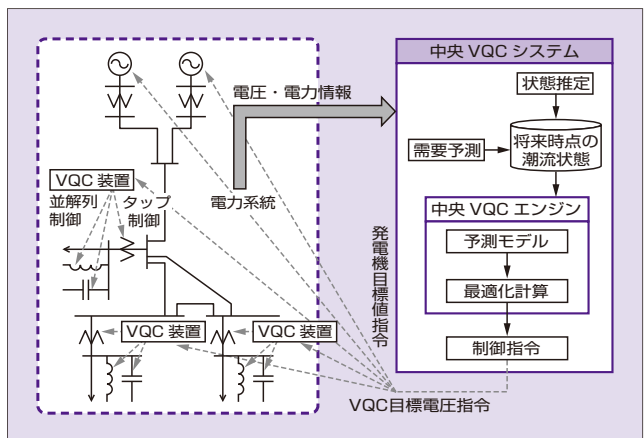 中央 VQC システム
電圧・電力情報
状態推定
需要予測
将来時点の
潮流状態
VQC 装置
並解列
制御
タップ
制御
電力系統
中央 VQC エンジン
予測モデル
最適化計算
発電機目標値指令
VQC 装置
VQC 装置
制御指令
VQC目標電圧指令